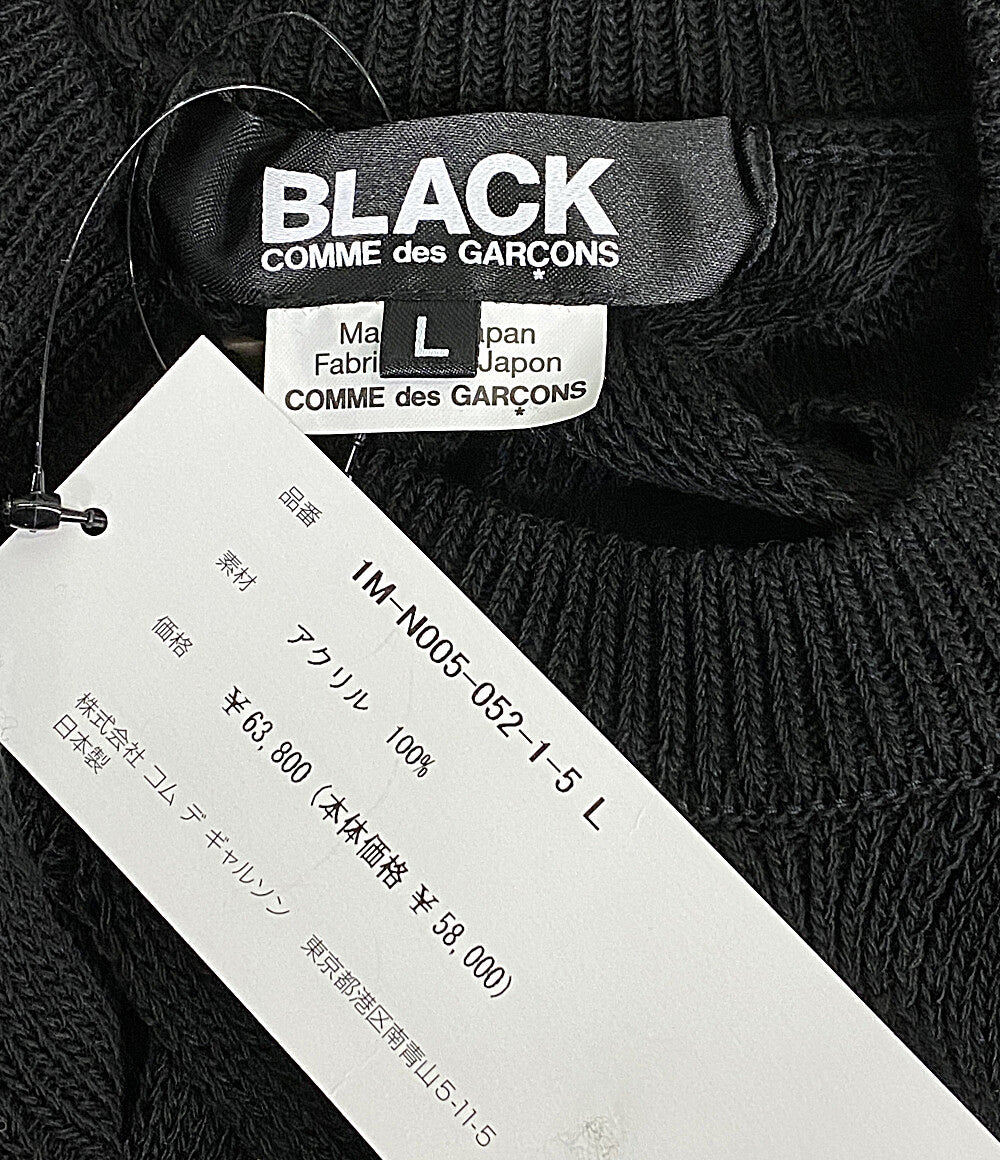 BLACK
COMME des GARÇONS
*
L
Ma apan
Fabri Japon
COMME des GARÇONS
*
品番 1M-N005-052-1-5 L
素材 アクリル 100%
価格 ¥63,800(本体価格 ¥58,000)
株式会社 コム デ ギャルソン 東京都港区南青山5-11-5
日本製